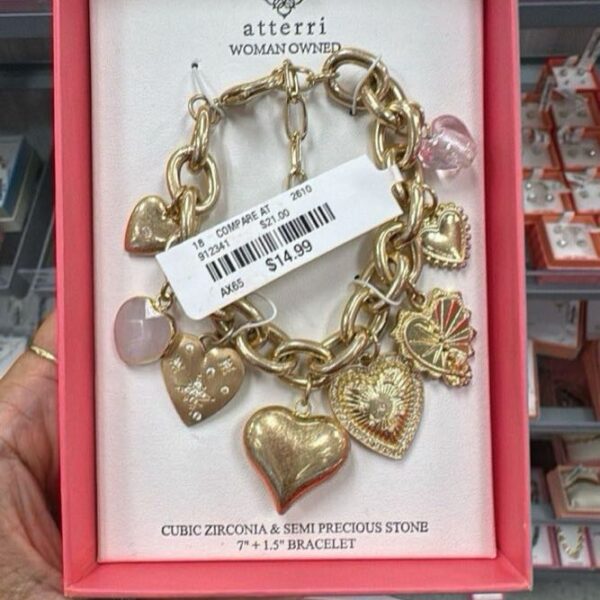 atterri
WOMAN OWNED
18 COMPARE AT 2610
912341 $21.00
AX65 $14.99
CUBIC ZIRCONIA & SEMI PRECIOUS STONE
7" + 1.5" BRACELET